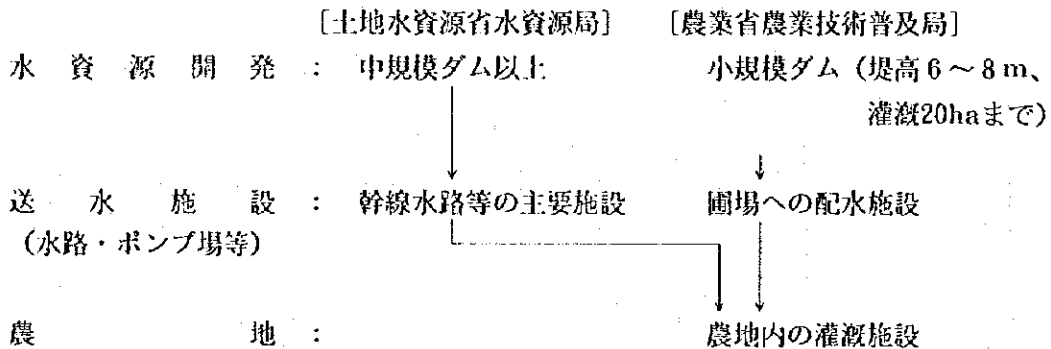 [土地水資源省水資源局] [農業省農業技術普及局]
水資源開発 : 中規模ダム以上 小規模ダム（堤高6～8m、
灌漑20haまで）
送水施設 : 幹線水路等の主要施設 圃場への配水施設
（水路・ポンプ場等）
農地 : 農地内の灌漑施設